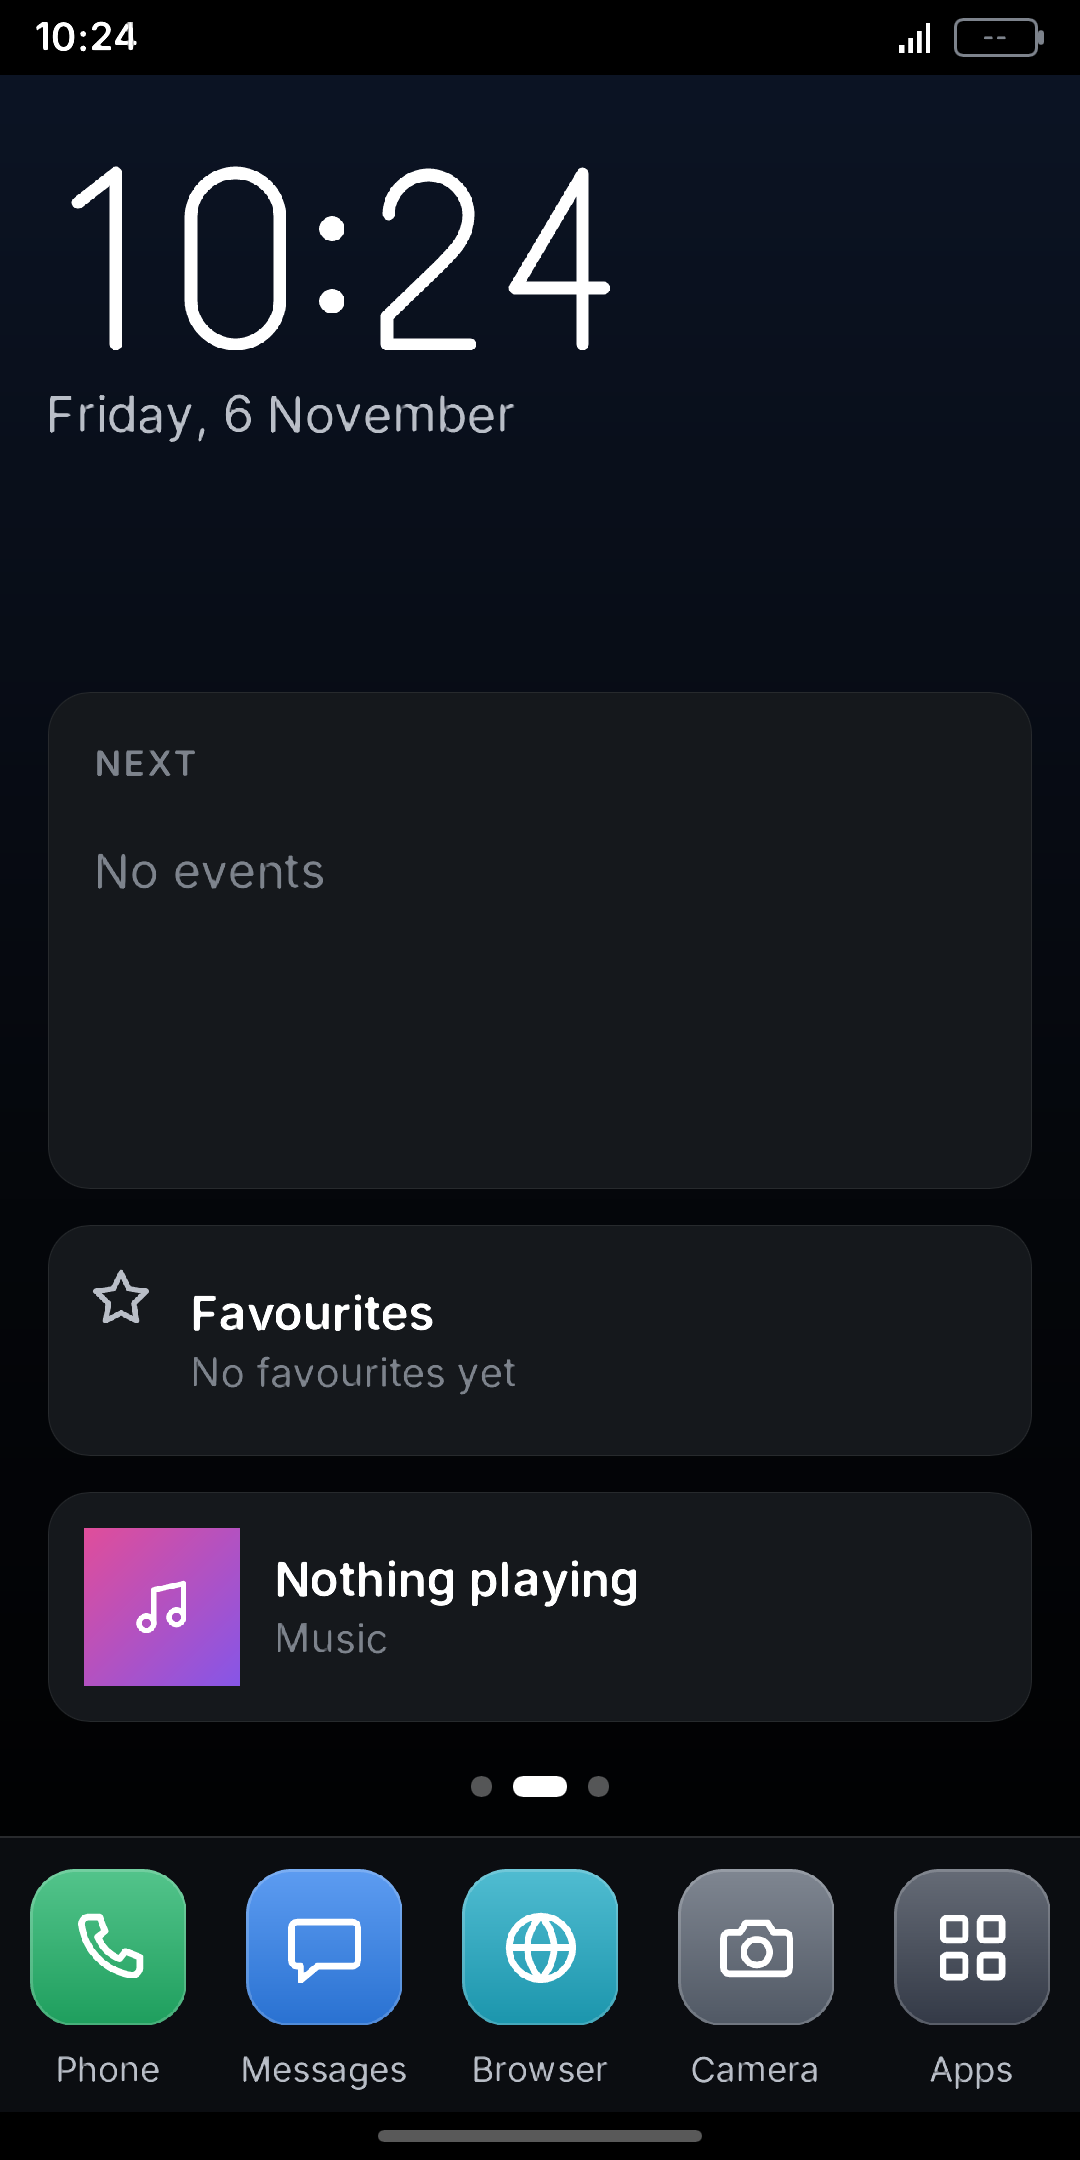 10:24
--
10:24
Friday, 6 November
NEXT
No events
Favourites
No favourites yet
Nothing playing
Music
Phone
Messages
Browser
Camera
Apps